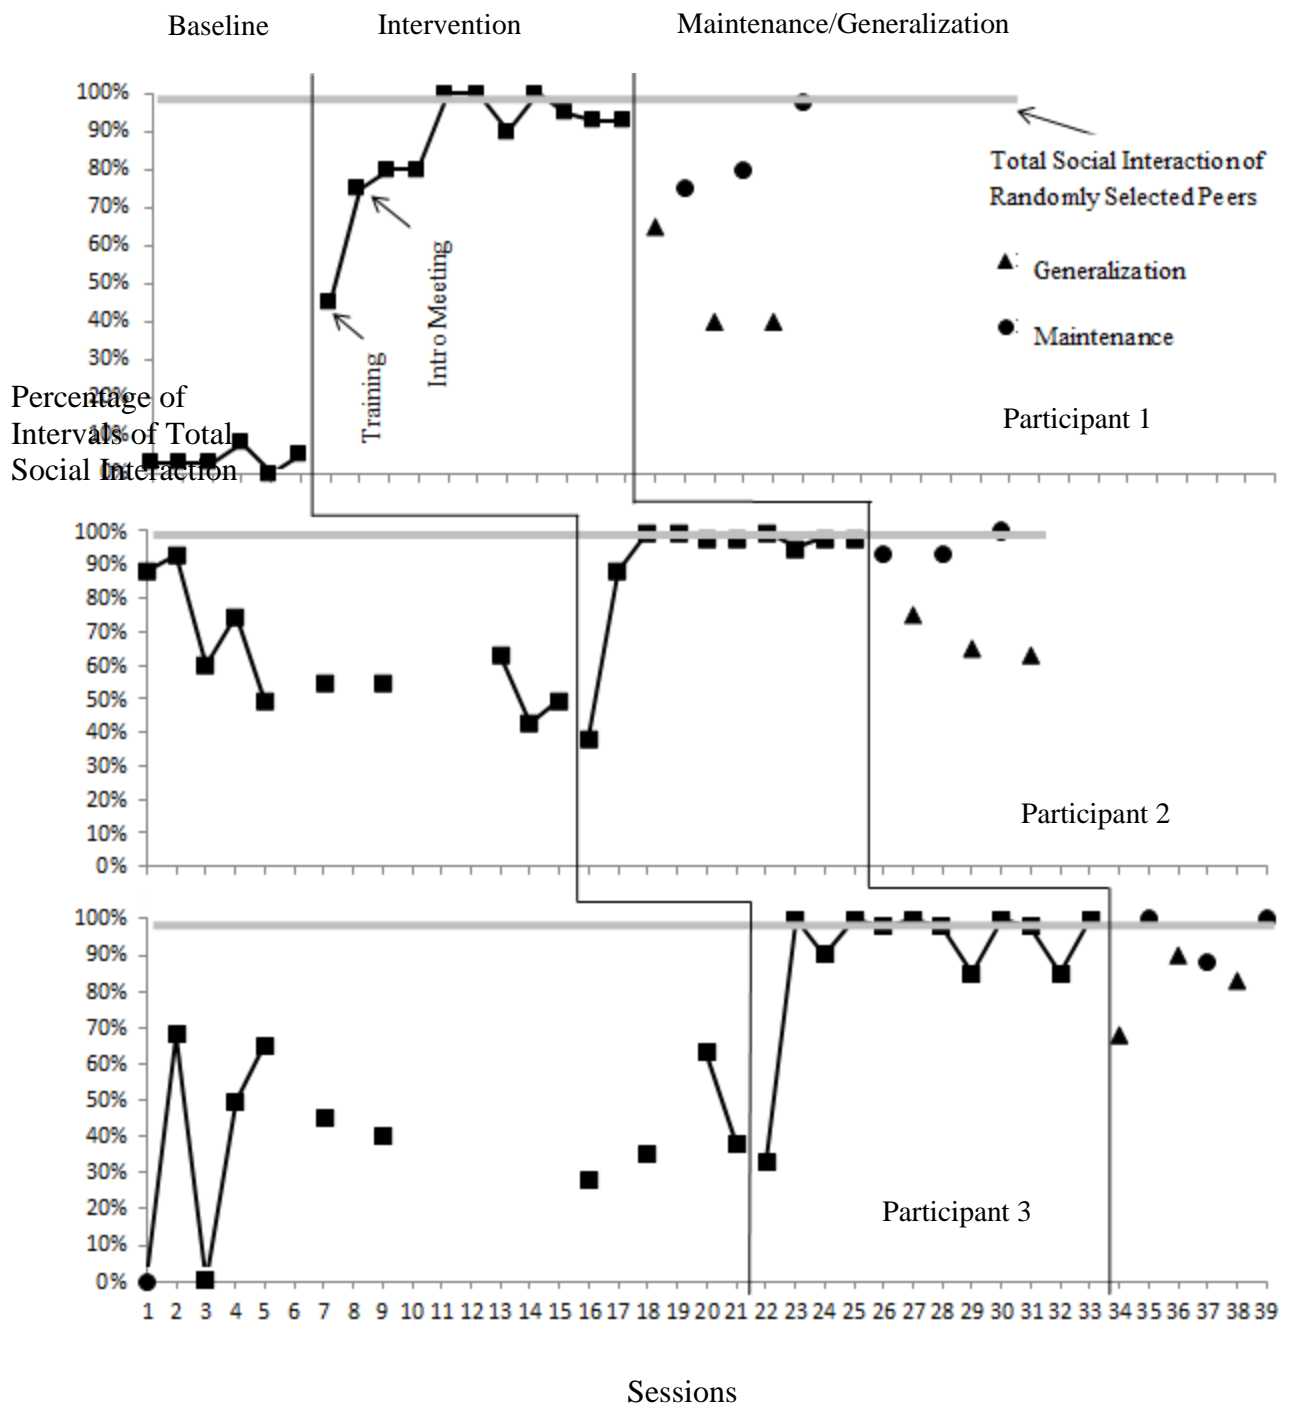 Baseline
Intervention
Maintenance/Generalization
100%
90%
80%
70%
60%
50%
40%
30%
20%
10%
0%
Training
Intro Meeting
Total Social Interaction of
Randomly Selected Peers
Generalization
Maintenance
Participant 1
Percentage of
Intervals of Total
Social Interaction
100%
90%
80%
70%
60%
50%
40%
30%
20%
10%
0%
Participant 2
100%
90%
80%
70%
60%
50%
40%
30%
20%
10%
0%
Participant 3
1 2 3 4 5 6 7 8 9 10 11 12 13 14 15 16 17 18 19 20 21 22 23 24 25 26 27 28 29 30 31 32 33 34 35 36 37 38 39
Sessions